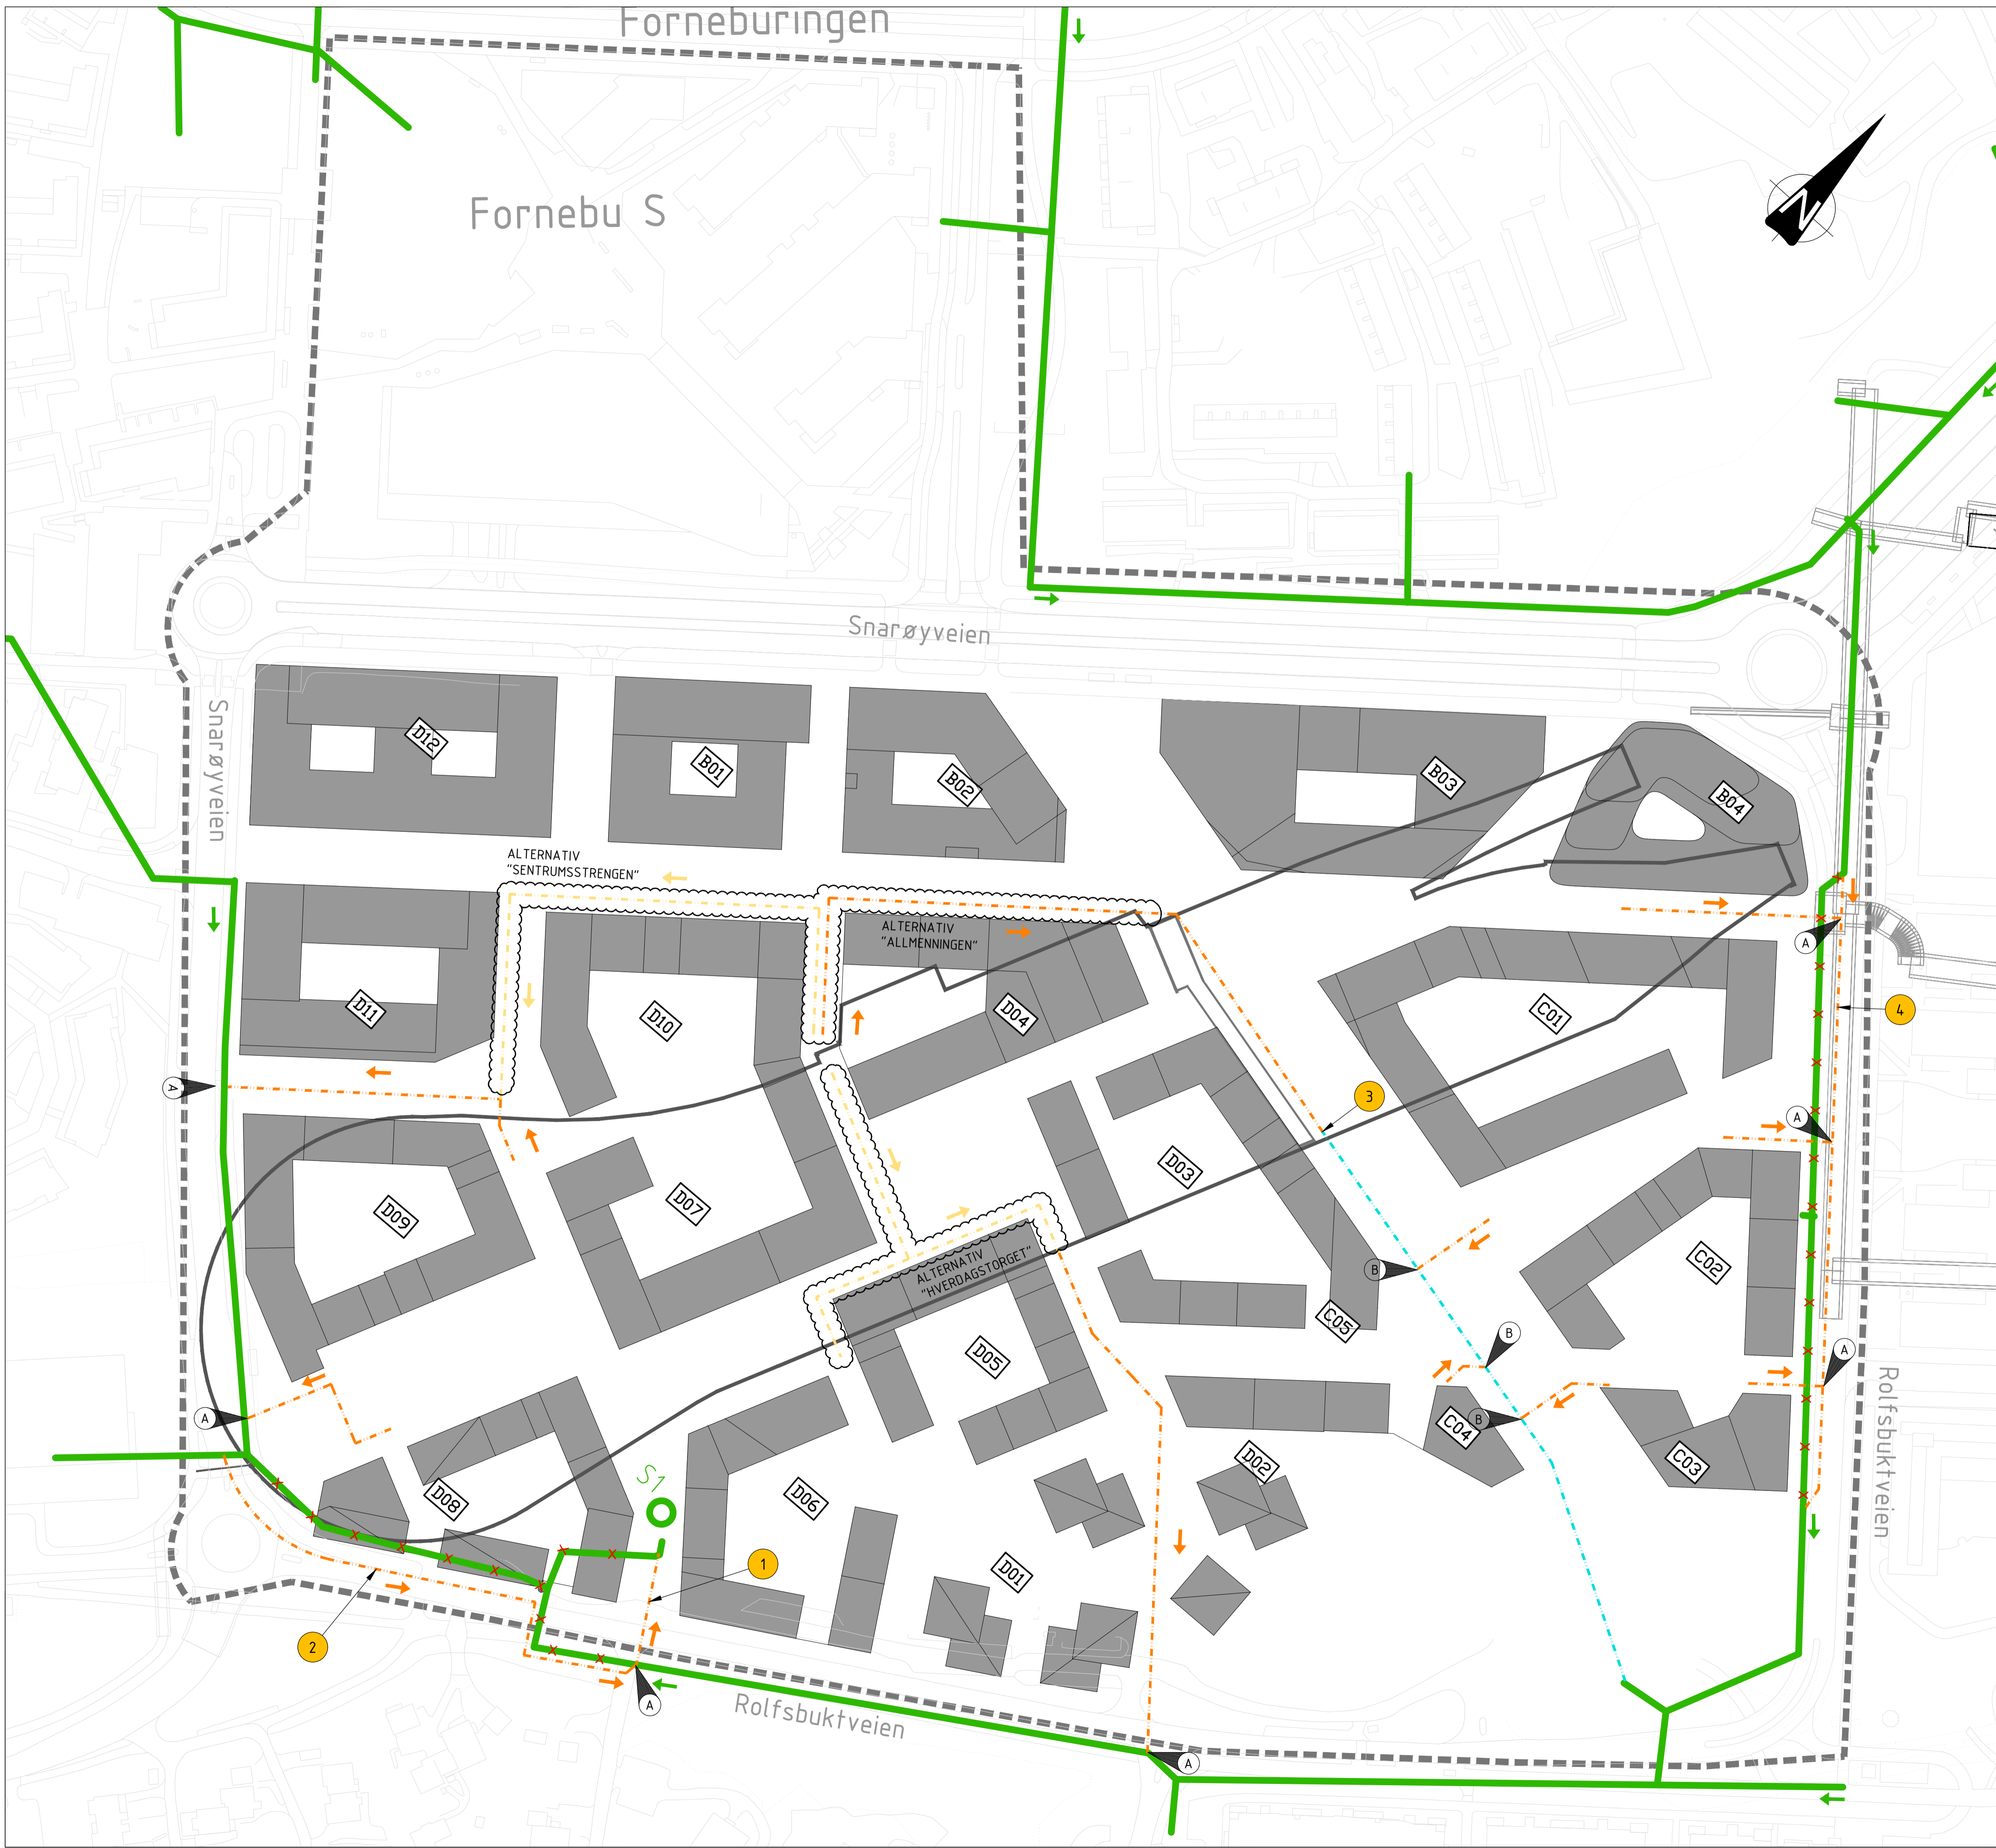 Forneburingen
N
Fornebu S
Snarøyveien
Snarøyveien
D12
B01
B02
B03
B04
ALTERNATIV
"SENTRUMSSTRENGEN"
ALTERNATIV
"ALLMENNINGEN"
A
D11
D10
D04
C01
4
A
3
A
D09
D07
D03
B
C02
ALTERNATIV
"HVERDAGSTORGET"
C05
B
A
D05
A
B
C04
C03
Rolfsbuktveien
D02
S1
D08
D06
1
D01
2
A
Rolfsbuktveien
A